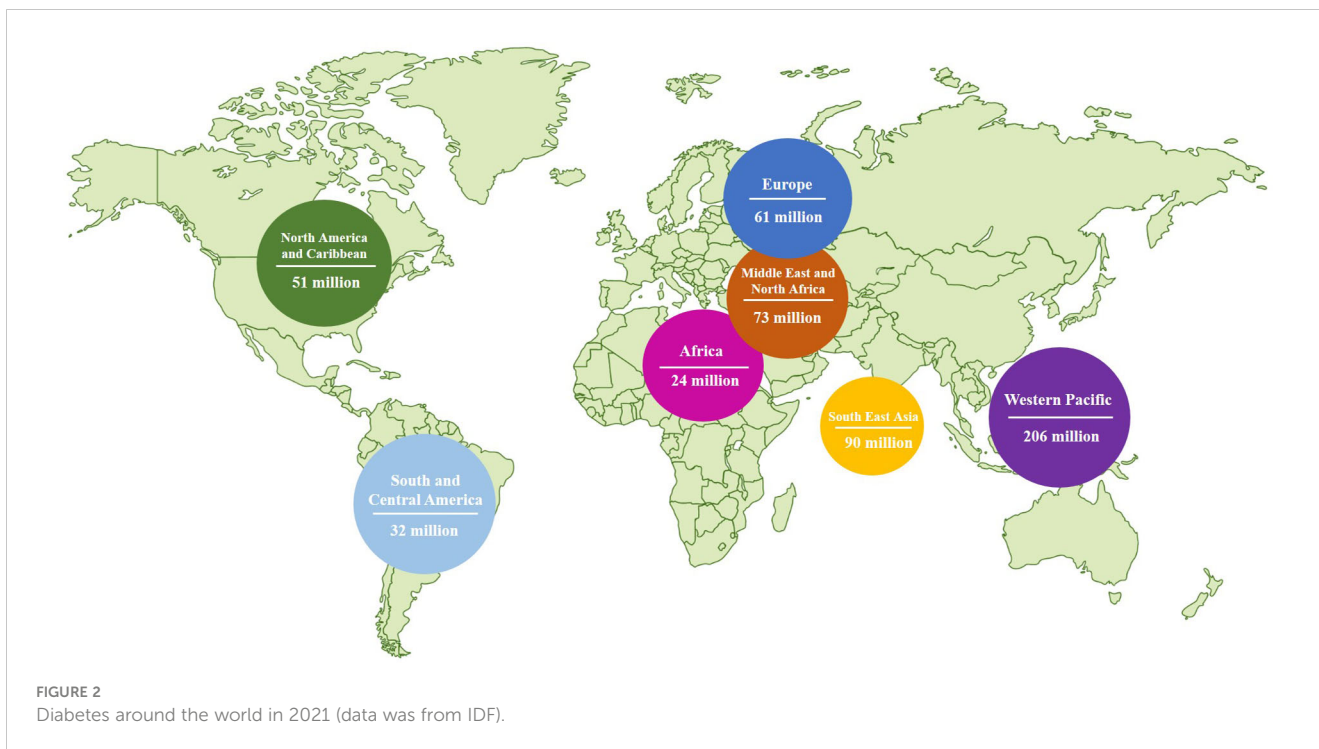 Europe
61 million
North America
and Caribbean
51 million
Middle East and
North Africa
73 million
Africa
24 million
South East Asia
90 million
Western Pacific
206 million
South and
Central America
32 million
FIGURE 2
Diabetes around the world in 2021 (data was from IDF).